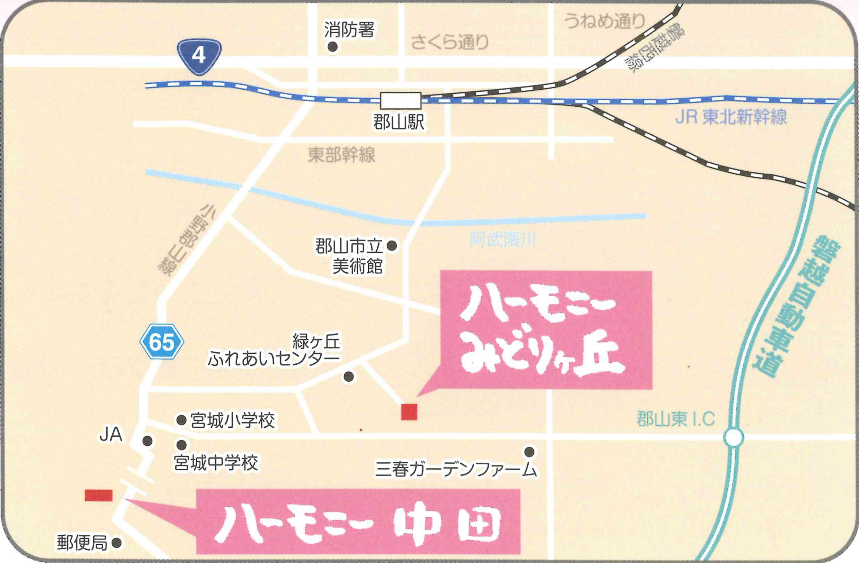 消防署
さくら通り
うねめ通り
磐越西線
4
郡山駅
JR 東北新幹線
東部幹線
小野郡山線
阿武隈川
郡山市立
美術館
磐越自動車道
ハーモニー
みどりヶ丘
65
緑ヶ丘
ふれあいセンター
郡山東 I.C
宮城小学校
JA
宮城中学校
三春ガーデンファーム
ハーモニー 中田
郵便局